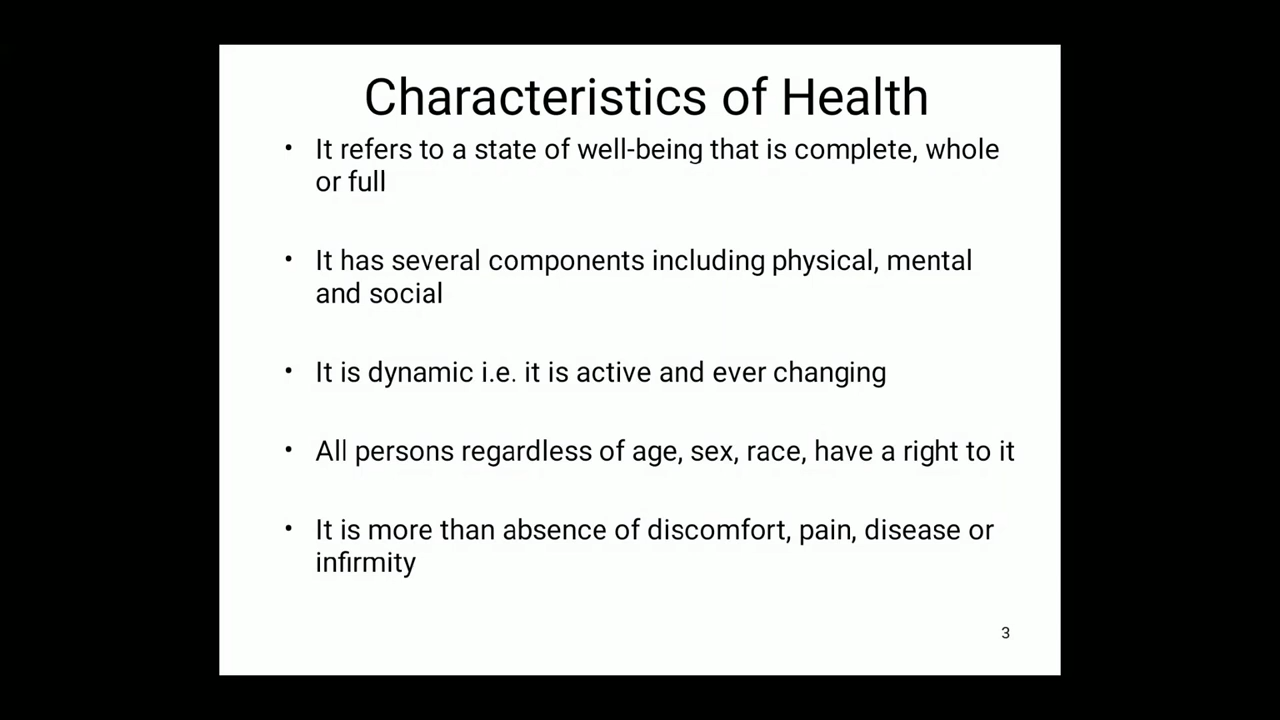 Characteristics of Health
• It refers to a state of well-being that is complete, whole
or full
• It has several components including physical, mental
and social
• It is dynamic i.e. it is active and ever changing
• All persons regardless of age, sex, race, have a right to it
• It is more than absence of discomfort, pain, disease or
infirmity
3